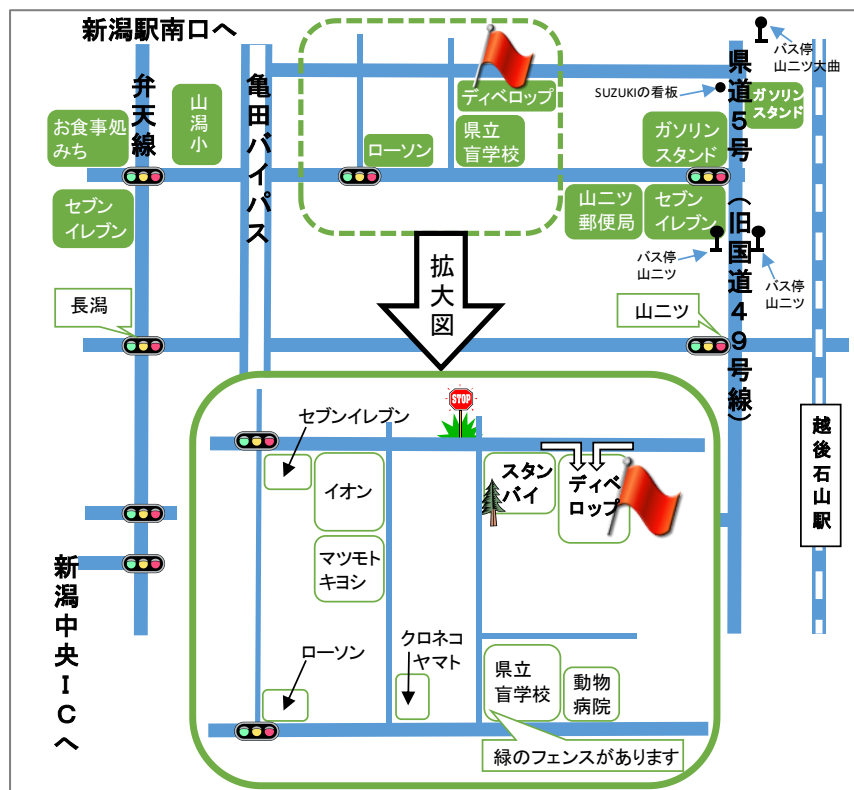 新潟駅南口へ
弁天線
亀田バイパス
山潟小
お食事処
みち
セブン
イレブン
ローソン
ディベロップ
県立
盲学校
SUZUKIの看板
県道5号
(旧国道49号線)
バス停
山二ツ大曲
ガソリン
スタンド
ガソリン
スタンド
山二ツ
郵便局
セブン
イレブン
バス停
山二ツ
バス停
山二ツ
長潟
拡大図
山二ツ
越後石山駅
新潟中央ICへ
STOP
セブンイレブン
イオン
マツモト
キヨシ
スタン
バイ
ディベ
ロップ
ローソン
クロネコ
ヤマト
県立
盲学校
動物
病院
緑のフェンスがあります